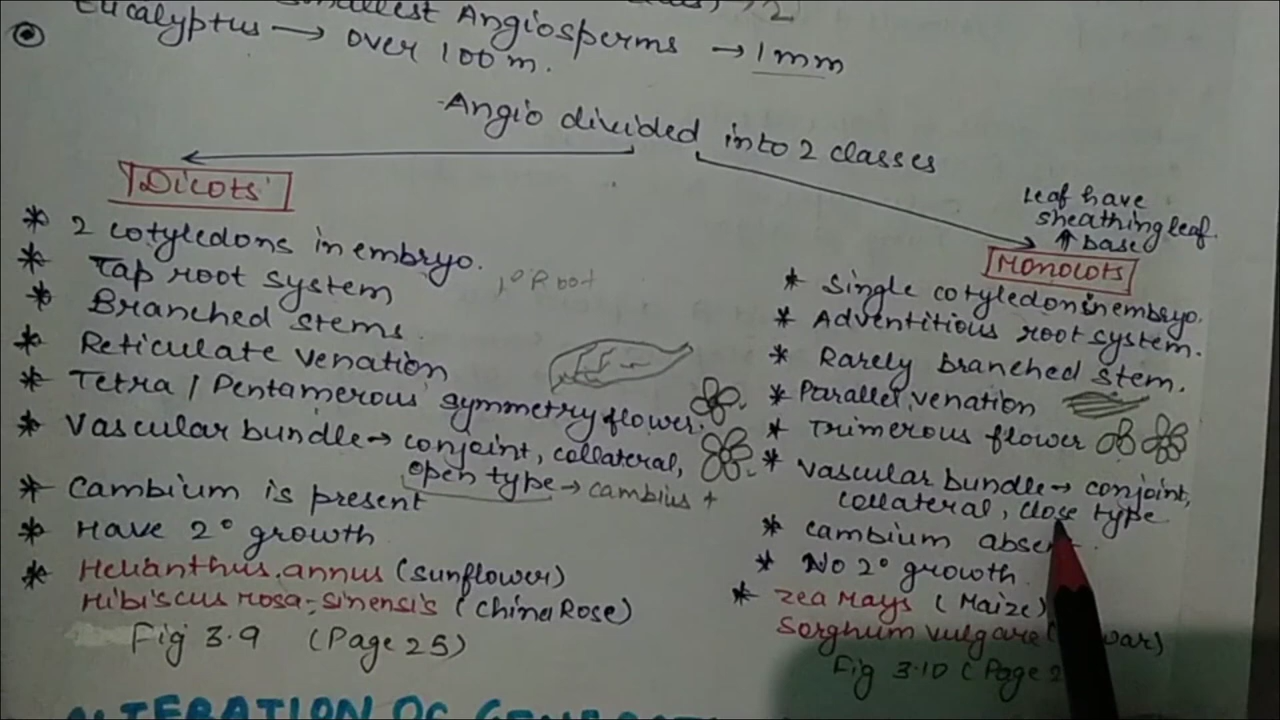 smallest Angiosperms → 1mm
Eucalyptus → over 100m.
Angio divided into 2 classes
Dicots
* 2 cotyledons in embryo.
* Tap root system
1° Root
* Branched stems.
* Reticulate venation
* Tetra / Pentamerous symmetry flower.
* Vascular bundle → conjoint, collateral,
open type → cambius +
* Cambium is present
* Have 2° growth
* Helianthus annus (sunflower)
Hibiscus rosa-sinensis (China Rose)
Fig 3.9 (Page 25)
Leaf have
sheathing leaf
↑ base
Monocots
* Single cotyledon in embryo.
* Adventitious root system.
* Rarely branched stem.
* Parallel venation
* Trimerous flower
* Vascular bundle → conjoint,
collateral, close type
* Cambium
* No 2° growth
* Zea Mays (Maize)
Sorghum vulgare
Fig 3.10 (Page